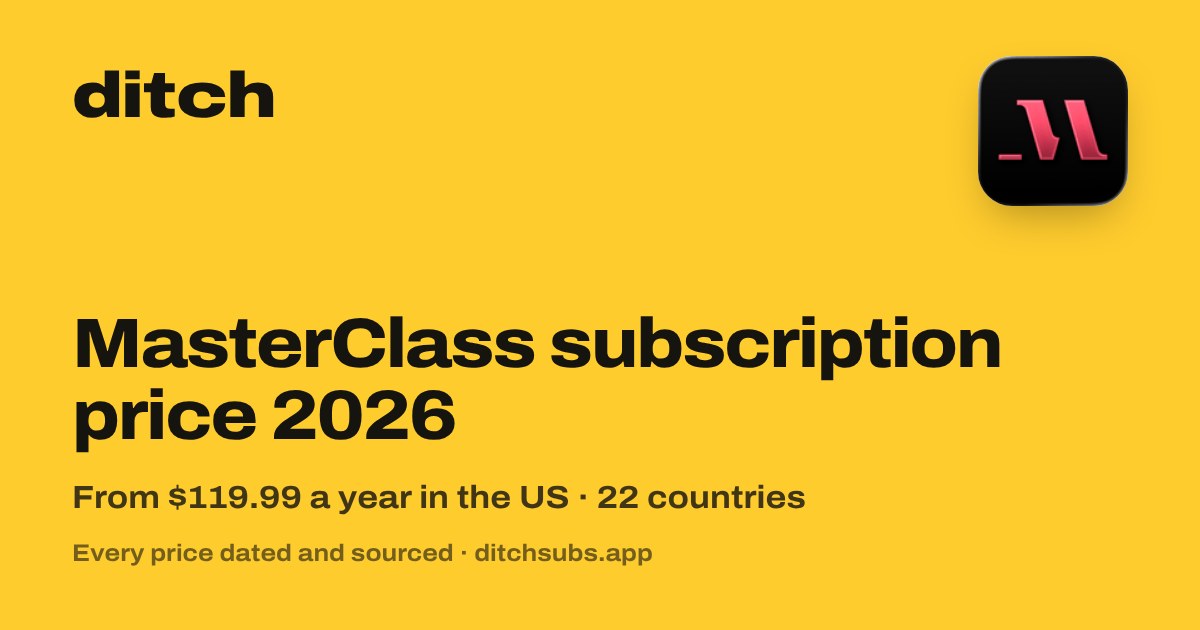 ditch
MasterClass subscription
price 2026
From $119.99 a year in the US · 22 countries
Every price dated and sourced · ditchsubs.app